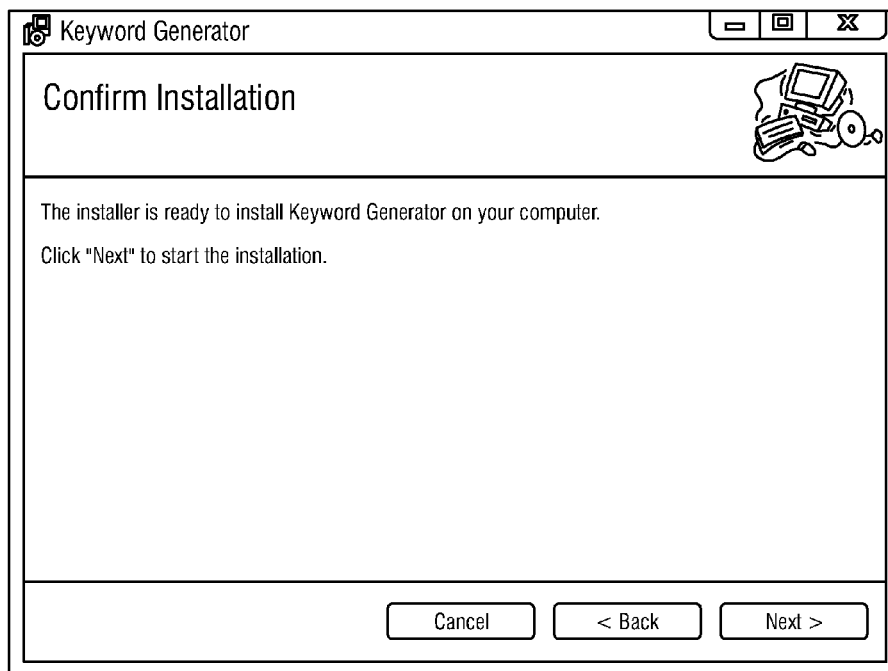 Keyword Generator
Confirm Installation
The installer is ready to install Keyword Generator on your computer.
Click "Next" to start the installation.
Cancel
< Back
Next >